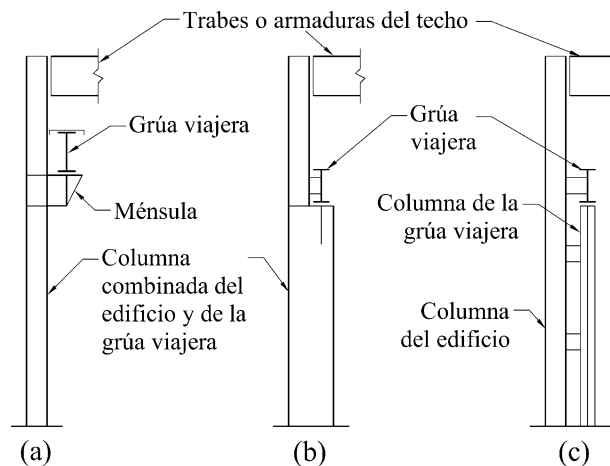 Trabes o armaduras del techo
Grúa viajera
Ménsula
Columna
combinada del
edificio y de la
grúa viajera
Grúa
viajera
Columna de la
grúa viajera
Columna
del edificio
(a)
(b)
(c)